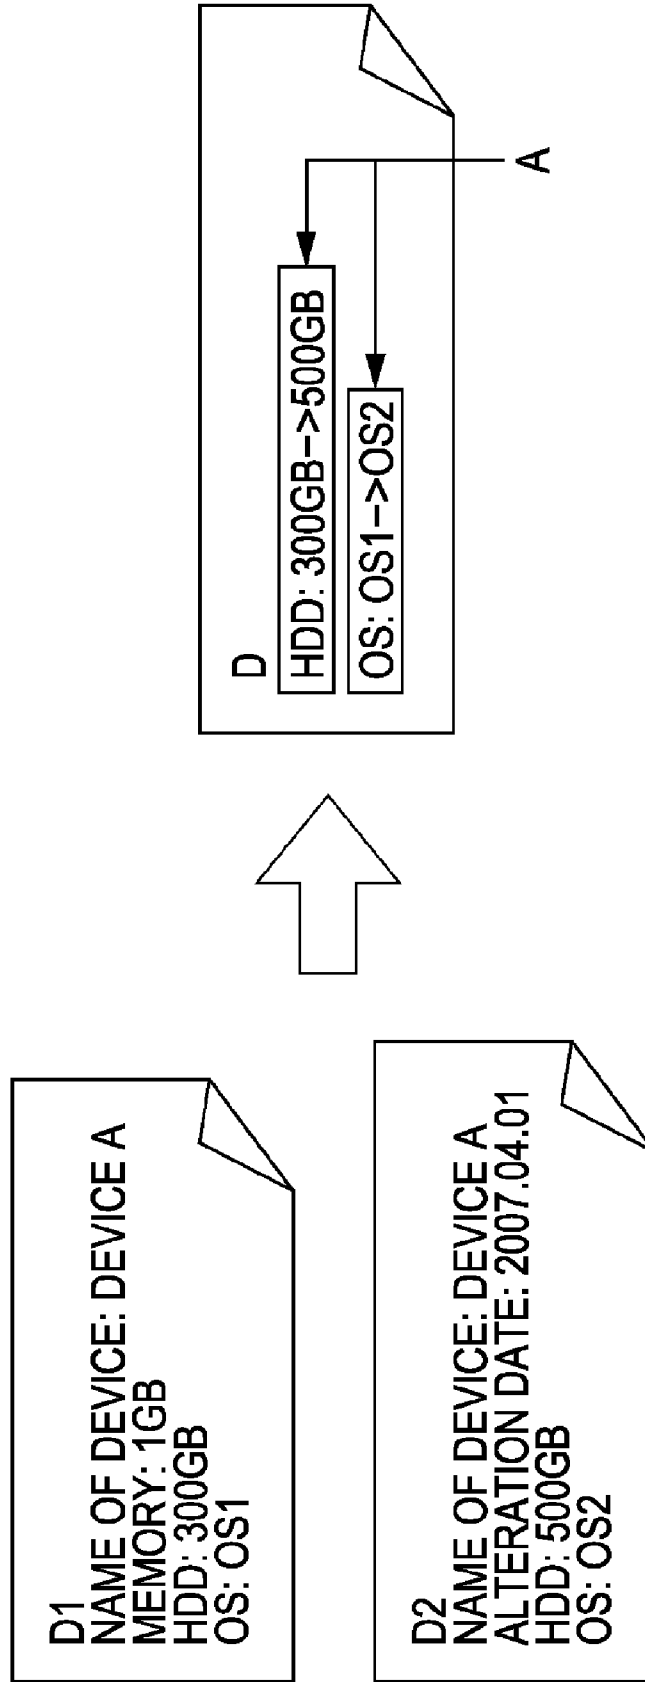 D1
NAME OF DEVICE: DEVICE A
MEMORY: 1GB
HDD: 300GB
OS: OS1
D2
NAME OF DEVICE: DEVICE A
ALTERATION DATE: 2007.04.01
HDD: 500GB
OS: OS2
D
HDD: 300GB->500GB
OS: OS1->OS2
A